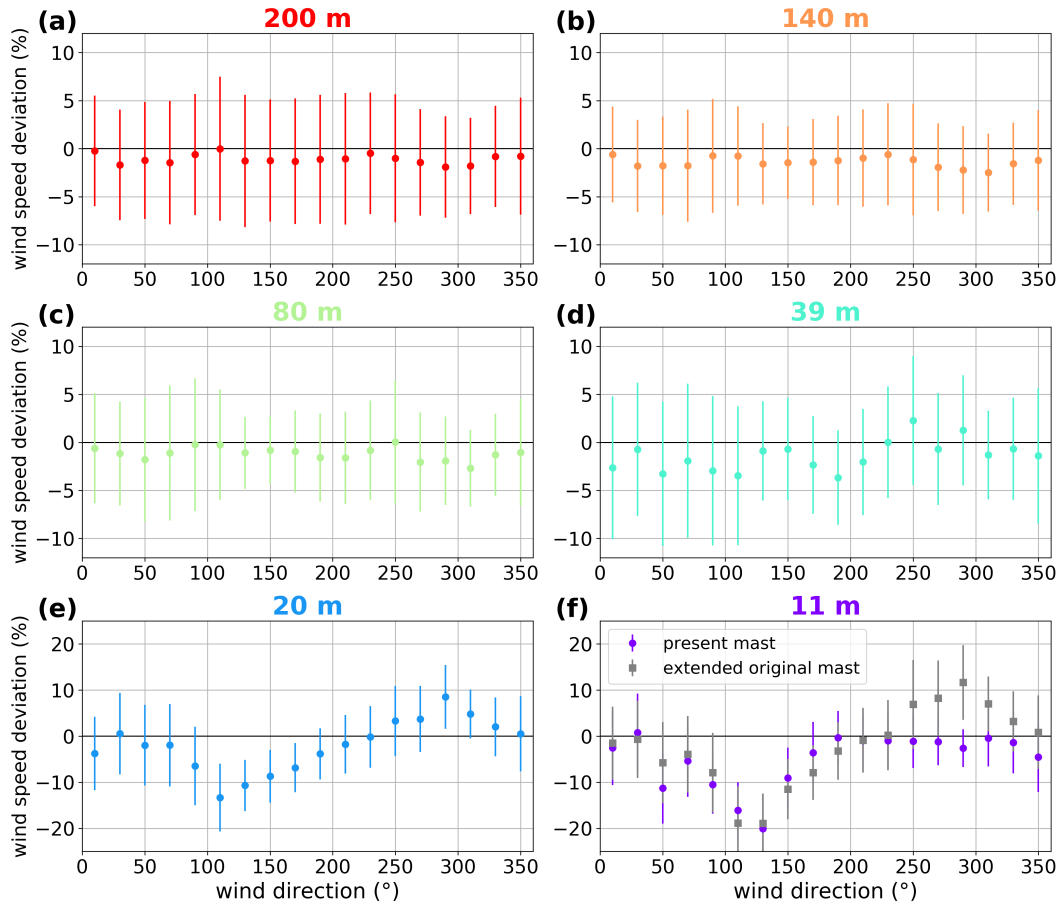 (a) 200 m
(b) 140 m
wind speed deviation (%)
10
5
0
−5
−10
0 50 100 150 200 250 300 350
10
5
0
−5
−10
0 50 100 150 200 250 300 350
(c) 80 m
(d) 39 m
wind speed deviation (%)
10
5
0
−5
−10
0 50 100 150 200 250 300 350
10
5
0
−5
−10
0 50 100 150 200 250 300 350
(e) 20 m
(f) 11 m
wind speed deviation (%)
20
10
0
−10
−20
0 50 100 150 200 250 300 350
wind direction (°)
present mast
extended original mast
20
10
0
−10
−20
0 50 100 150 200 250 300 350
wind direction (°)